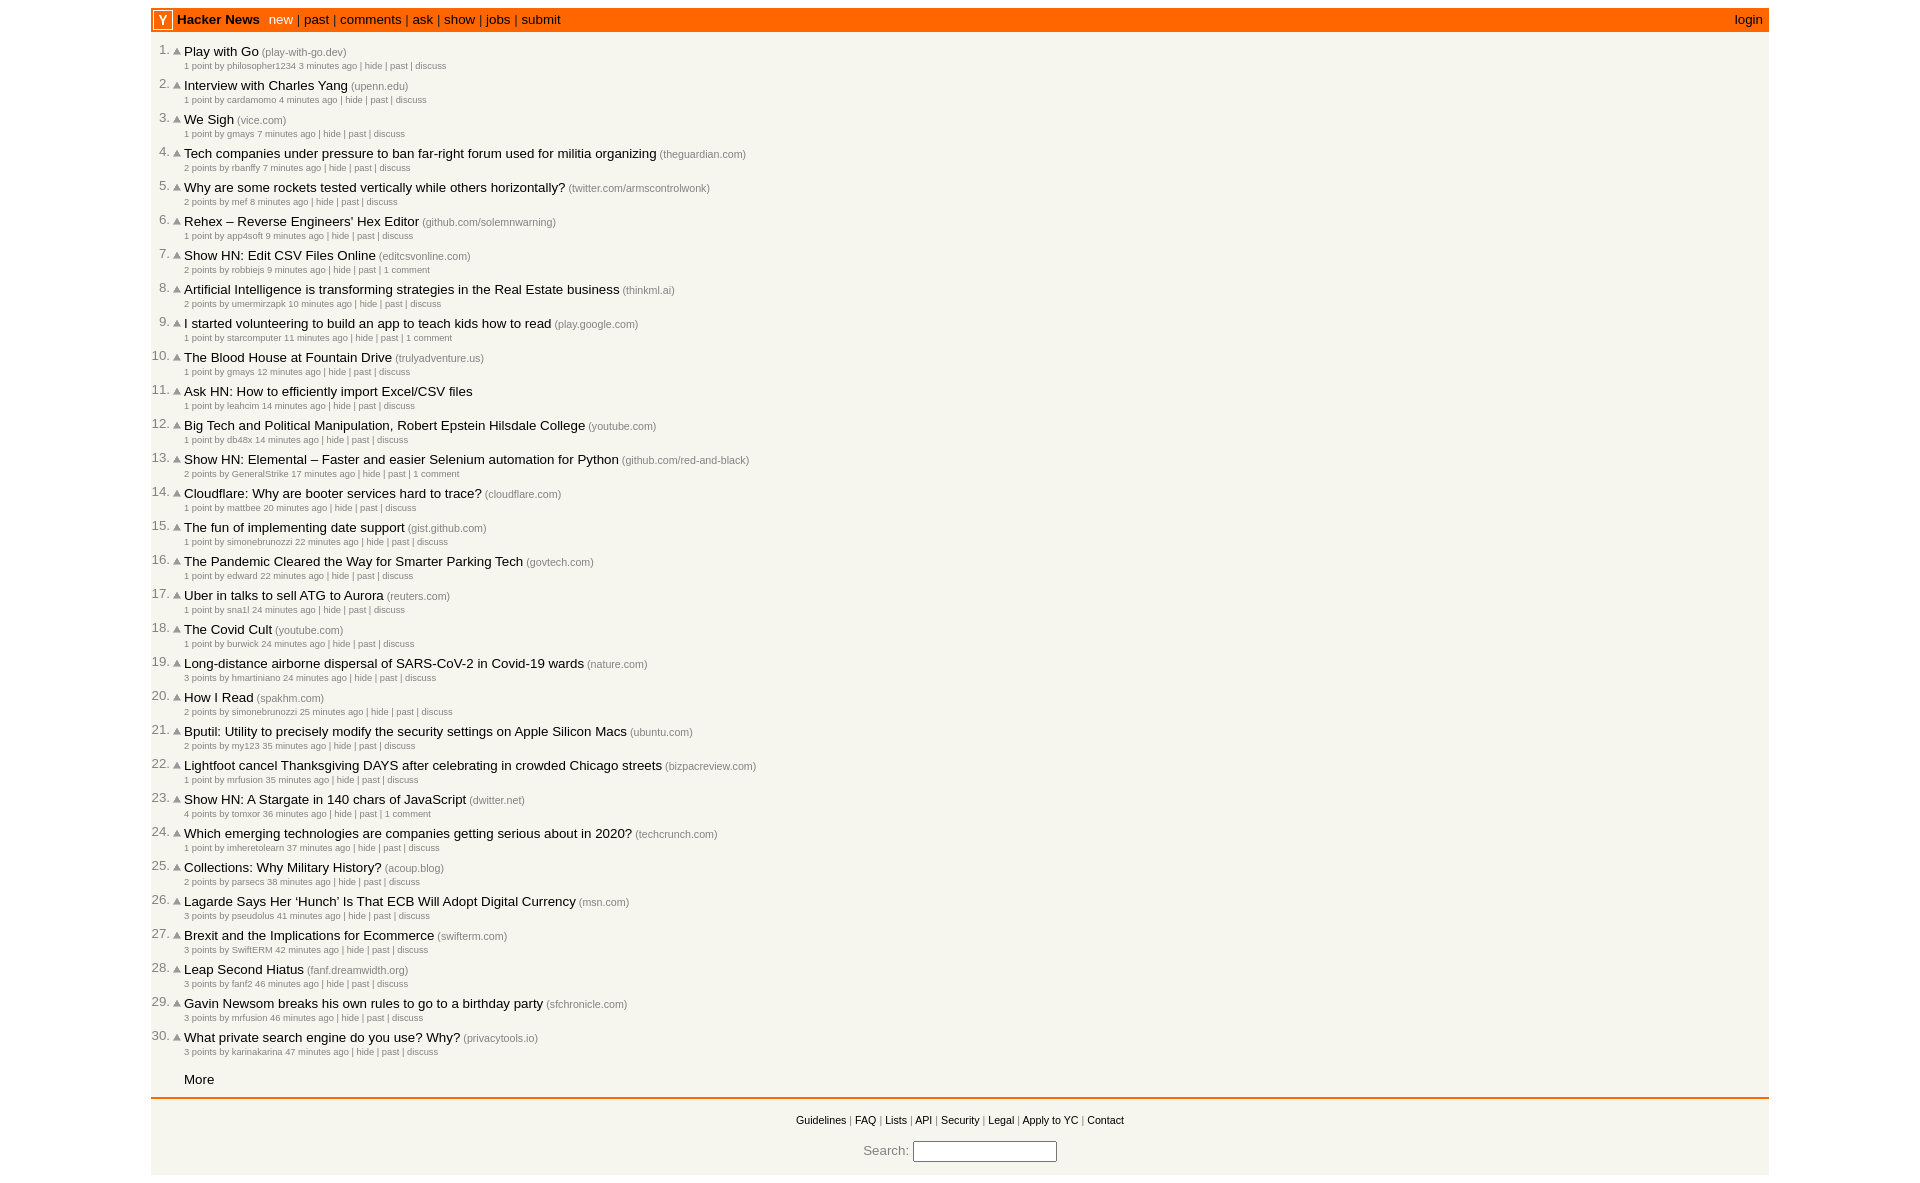 Y Hacker News new | past | comments | ask | show | jobs | submit login
1. Play with Go (play-with-go.dev)
1 point by philosopher1234 3 minutes ago | hide | past | discuss
2. Interview with Charles Yang (upenn.edu)
1 point by cardamomo 4 minutes ago | hide | past | discuss
3. We Sigh (vice.com)
1 point by gmays 7 minutes ago | hide | past | discuss
4. Tech companies under pressure to ban far-right forum used for militia organizing (theguardian.com)
2 points by rbanffy 7 minutes ago | hide | past | discuss
5. Why are some rockets tested vertically while others horizontally? (twitter.com/armscontrolwonk)
2 points by mef 8 minutes ago | hide | past | discuss
6. Rehex – Reverse Engineers' Hex Editor (github.com/solemnwarning)
1 point by app4soft 9 minutes ago | hide | past | discuss
7. Show HN: Edit CSV Files Online (editcsvonline.com)
2 points by robbiejs 9 minutes ago | hide | past | 1 comment
8. Artificial Intelligence is transforming strategies in the Real Estate business (thinkml.ai)
2 points by umermirzapk 10 minutes ago | hide | past | discuss
9. I started volunteering to build an app to teach kids how to read (play.google.com)
1 point by starcomputer 11 minutes ago | hide | past | 1 comment
10. The Blood House at Fountain Drive (trulyadventure.us)
1 point by gmays 12 minutes ago | hide | past | discuss
11. Ask HN: How to efficiently import Excel/CSV files
1 point by leahcim 14 minutes ago | hide | past | discuss
12. Big Tech and Political Manipulation, Robert Epstein Hilsdale College (youtube.com)
1 point by db48x 14 minutes ago | hide | past | discuss
13. Show HN: Elemental – Faster and easier Selenium automation for Python (github.com/red-and-black)
2 points by GeneralStrike 17 minutes ago | hide | past | 1 comment
14. Cloudflare: Why are booter services hard to trace? (cloudflare.com)
1 point by mattbee 20 minutes ago | hide | past | discuss
15. The fun of implementing date support (gist.github.com)
1 point by simonebrunozzi 22 minutes ago | hide | past | discuss
16. The Pandemic Cleared the Way for Smarter Parking Tech (govtech.com)
1 point by edward 22 minutes ago | hide | past | discuss
17. Uber in talks to sell ATG to Aurora (reuters.com)
1 point by sna1l 24 minutes ago | hide | past | discuss
18. The Covid Cult (youtube.com)
1 point by burwick 24 minutes ago | hide | past | discuss
19. Long-distance airborne dispersal of SARS-CoV-2 in Covid-19 wards (nature.com)
3 points by hmartiniano 24 minutes ago | hide | past | discuss
20. How I Read (spakhm.com)
2 points by simonebrunozzi 25 minutes ago | hide | past | discuss
21. Bputil: Utility to precisely modify the security settings on Apple Silicon Macs (ubuntu.com)
2 points by my123 35 minutes ago | hide | past | discuss
22. Lightfoot cancel Thanksgiving DAYS after celebrating in crowded Chicago streets (bizpacreview.com)
1 point by mrfusion 35 minutes ago | hide | past | discuss
23. Show HN: A Stargate in 140 chars of JavaScript (dwitter.net)
4 points by tomxor 36 minutes ago | hide | past | 1 comment
24. Which emerging technologies are companies getting serious about in 2020? (techcrunch.com)
1 point by imheretolearn 37 minutes ago | hide | past | discuss
25. Collections: Why Military History? (acoup.blog)
2 points by parsecs 38 minutes ago | hide | past | discuss
26. Lagarde Says Her ‘Hunch’ Is That ECB Will Adopt Digital Currency (msn.com)
3 points by pseudolus 41 minutes ago | hide | past | discuss
27. Brexit and the Implications for Ecommerce (swifterm.com)
3 points by SwiftERM 42 minutes ago | hide | past | discuss
28. Leap Second Hiatus (fanf.dreamwidth.org)
3 points by fanf2 46 minutes ago | hide | past | discuss
29. Gavin Newsom breaks his own rules to go to a birthday party (sfchronicle.com)
3 points by mrfusion 46 minutes ago | hide | past | discuss
30. What private search engine do you use? Why? (privacytools.io)
3 points by karinakarina 47 minutes ago | hide | past | discuss
More
Guidelines | FAQ | Lists | API | Security | Legal | Apply to YC | Contact
Search: